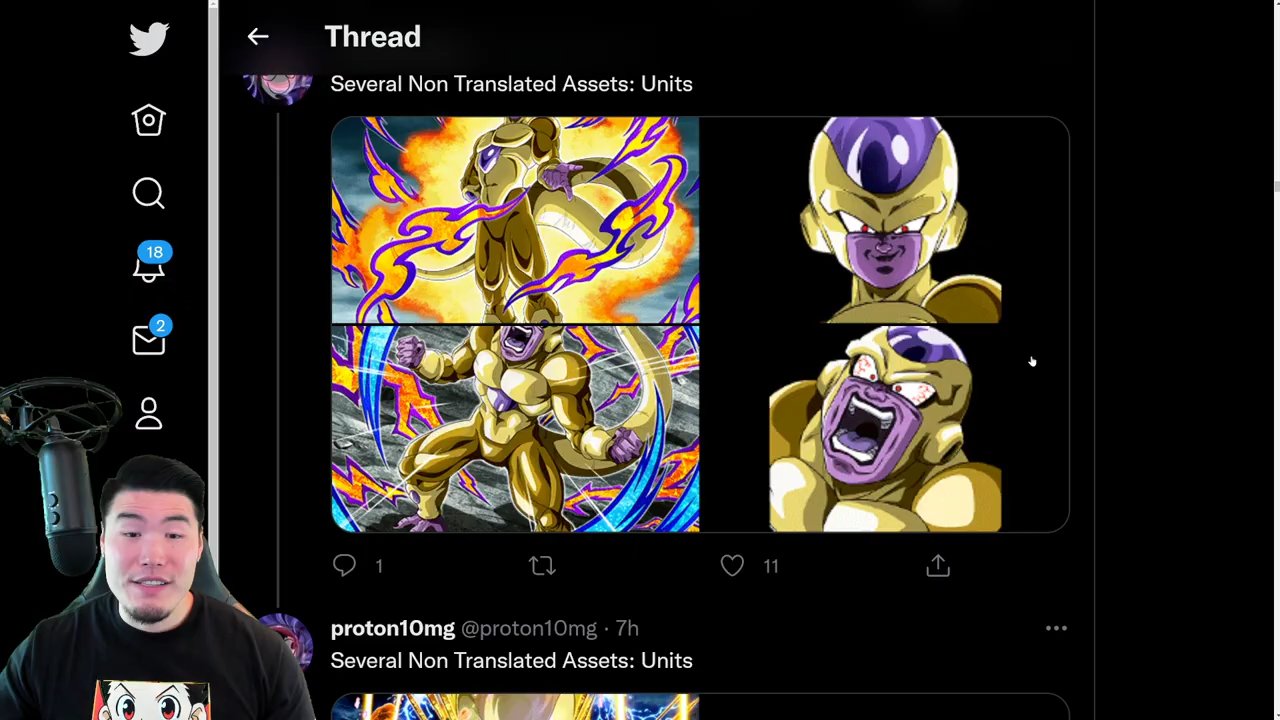 Thread
Several Non Translated Assets: Units
18
2
1
11
proton10mg @proton10mg · 7h
Several Non Translated Assets: Units